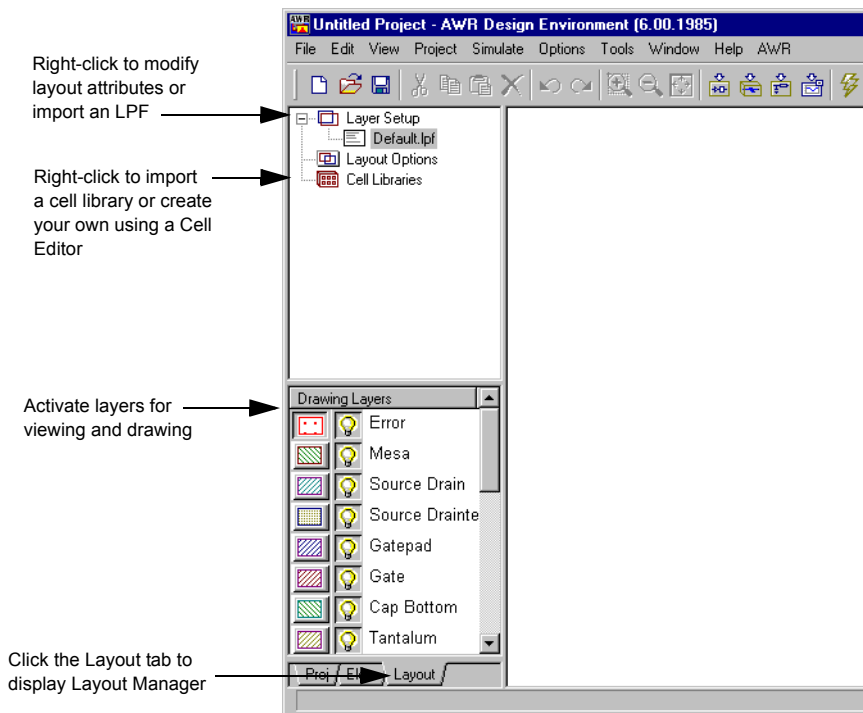 AWR
Untitled Project - AWR Design Environment (6.00.1985)
File Edit View Project Simulate Options Tools Window Help AWR
Right-click to modify
layout attributes or
import an LPF
Layer Setup
Default.lpf
Layout Options
Cell Libraries
Right-click to import
a cell library or create
your own using a Cell
Editor
Activate layers for
viewing and drawing
Drawing Layers
Error
Mesa
Source Drain
Source Drainte
Gatepad
Gate
Cap Bottom
Tantalum
Click the Layout tab to
display Layout Manager
Proj
Layout